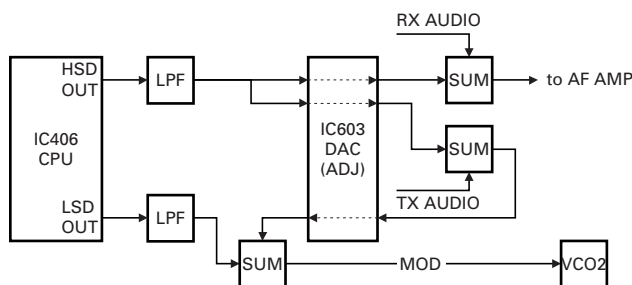 RX AUDIO
HSD
OUT
LPF
SUM
to AF AMP
IC406
CPU
IC603
DAC
(ADJ)
SUM
LSD
OUT
LPF
TX AUDIO
SUM
MOD
VCO2